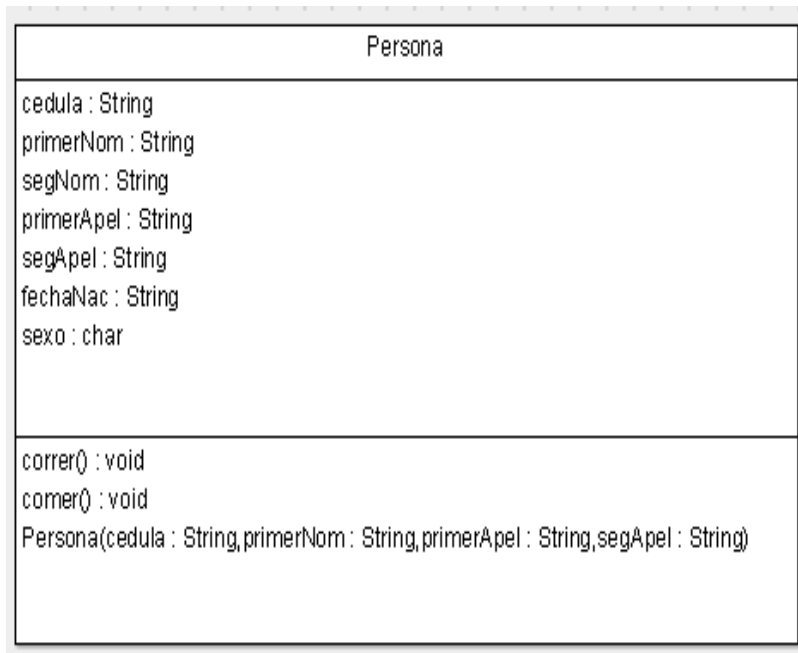 Persona
cedula : String
primerNom : String
segNom : String
primerApel : String
segApel : String
fechaNac : String
sexo : char
correr() : void
comer() : void
Persona(cedula : String,primerNom : String,primerApel : String,segApel : String)